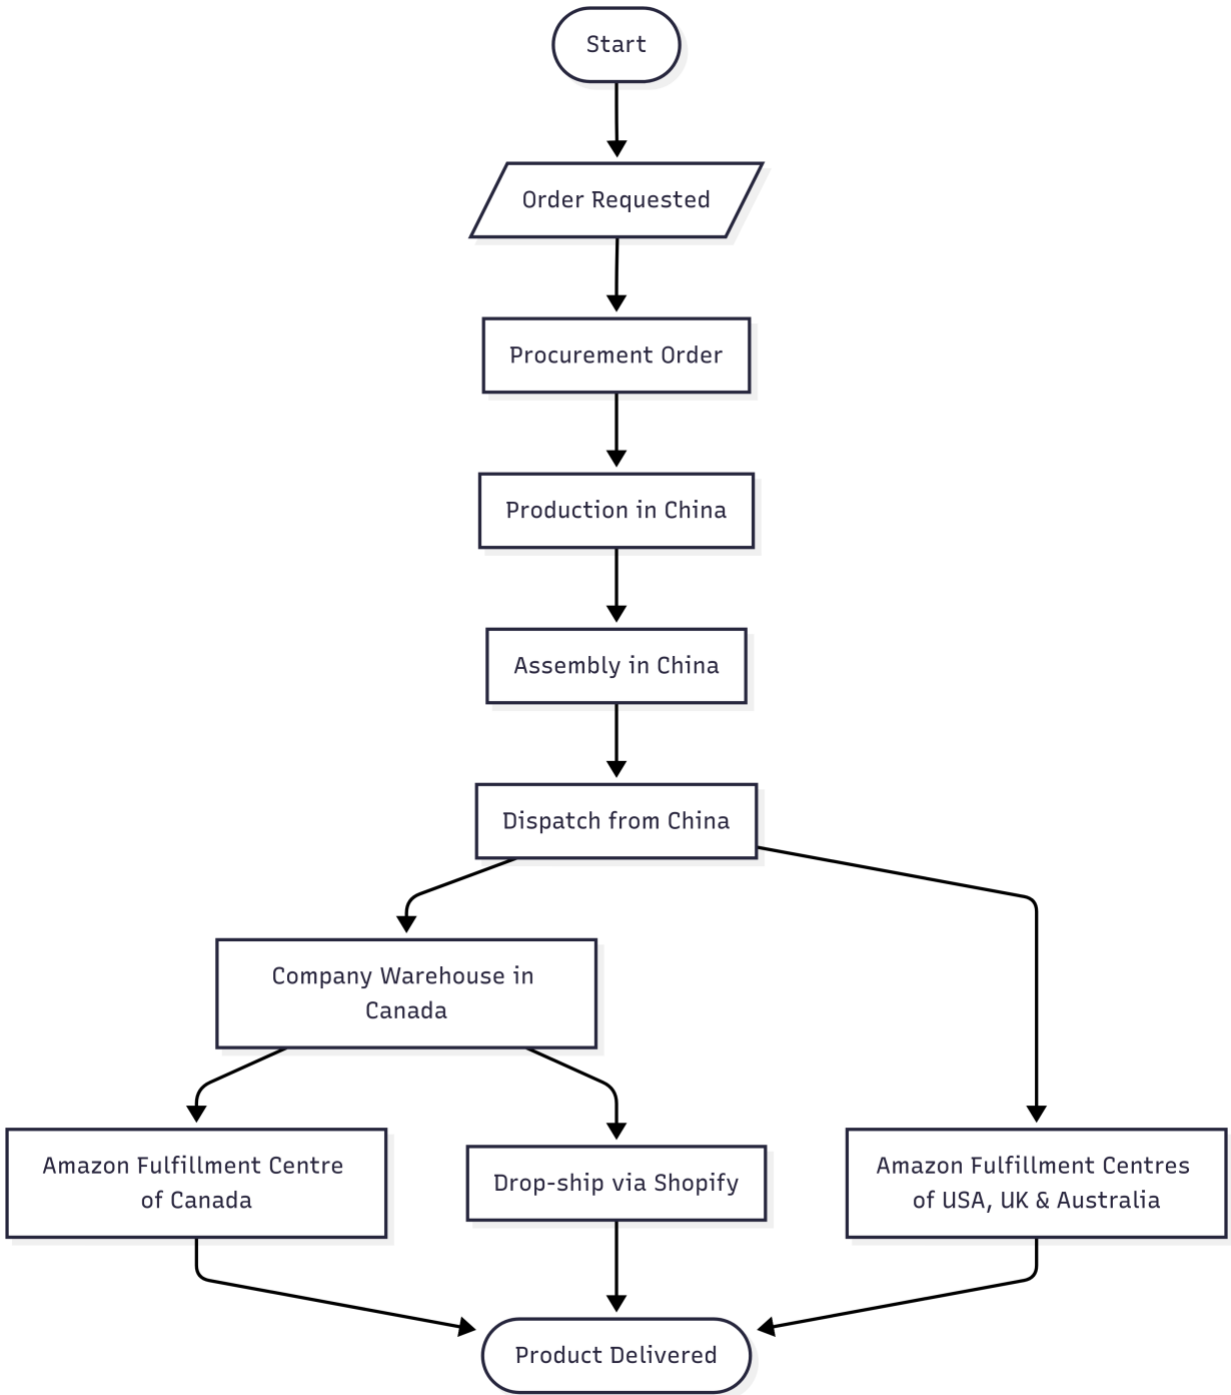 Start
Order Requested
Procurement Order
Production in China
Assembly in China
Dispatch from China
Company Warehouse in
Canada
Amazon Fulfillment Centre
of Canada
Drop-ship via Shopify
Amazon Fulfillment Centres
of USA, UK & Australia
Product Delivered